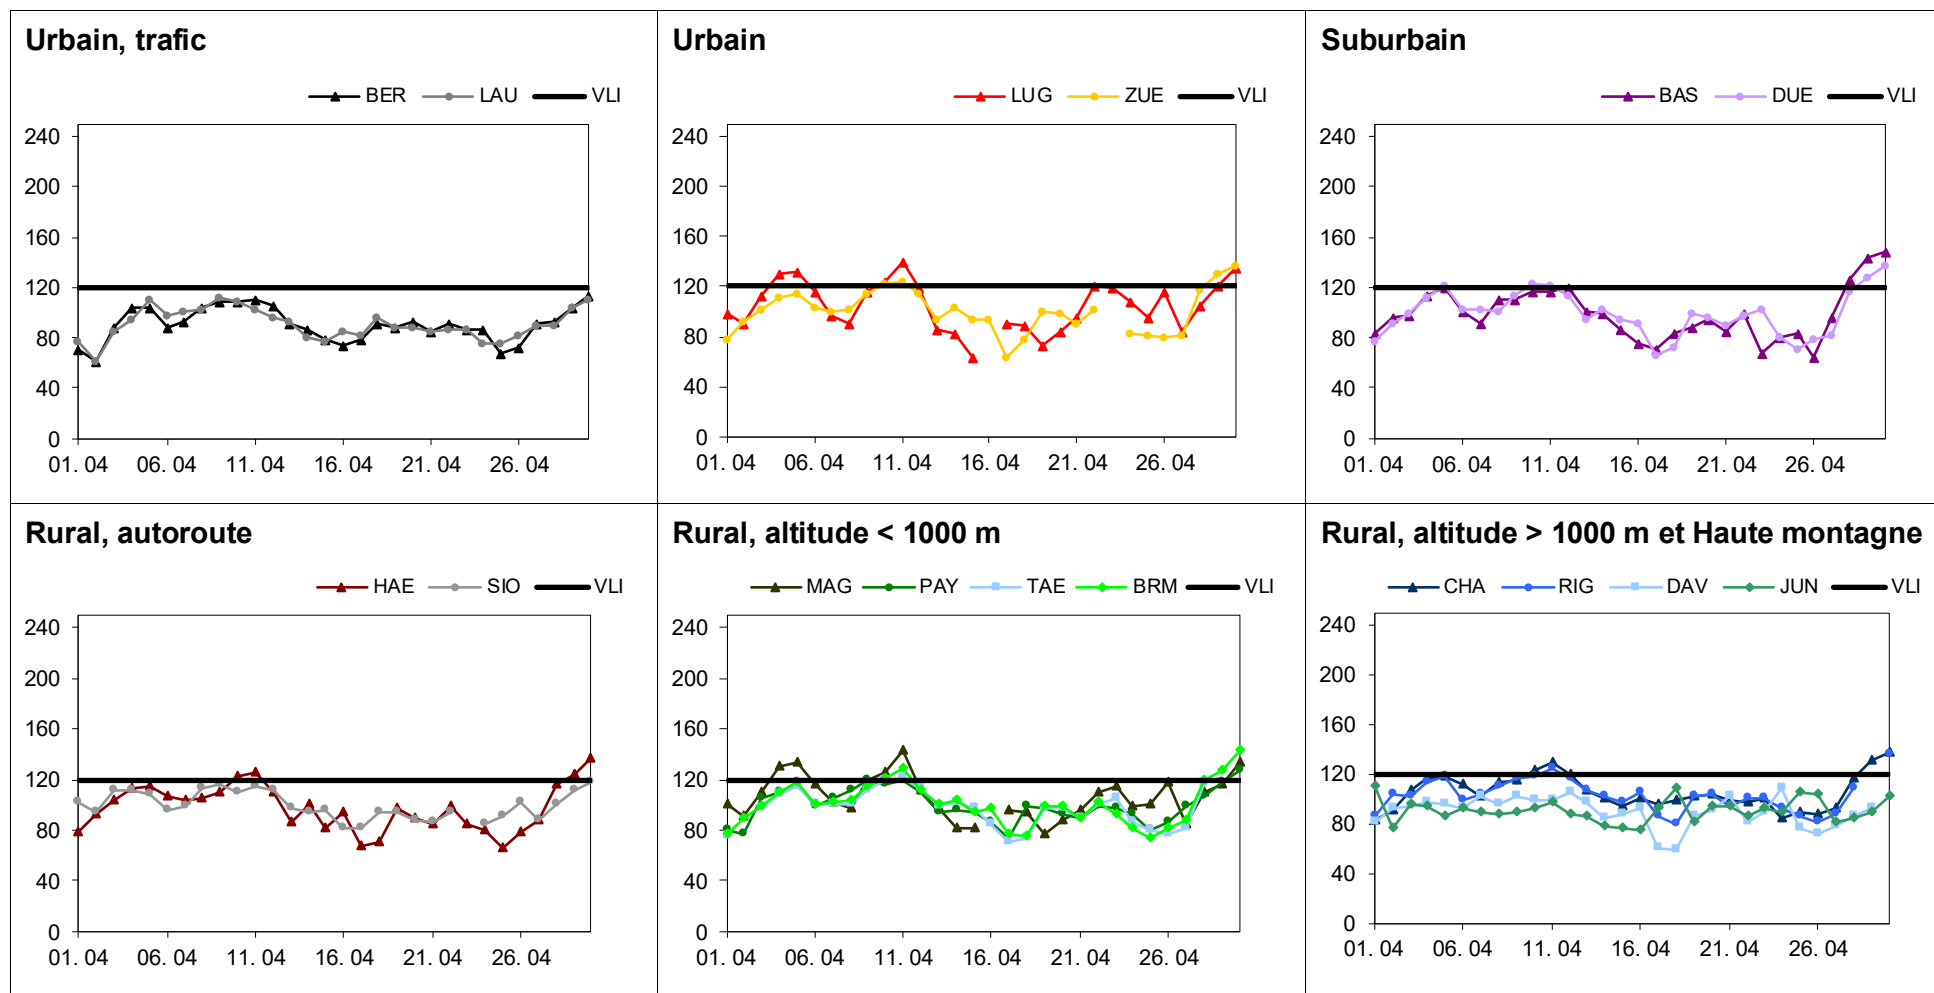 Urbain, trafic
BER LAU VLI
240
200
160
120
80
40
0
01. 04 06. 04 11. 04 16. 04 21. 04 26. 04
Urbain
LUG ZUE VLI
240
200
160
120
80
40
0
01. 04 06. 04 11. 04 16. 04 21. 04 26. 04
Suburbain
BAS DUE VLI
240
200
160
120
80
40
0
01. 04 06. 04 11. 04 16. 04 21. 04 26. 04
Rural, autoroute
HAE SIO VLI
240
200
160
120
80
40
0
01. 04 06. 04 11. 04 16. 04 21. 04 26. 04
Rural, altitude < 1000 m
MAG PAY TAE BRM VLI
240
200
160
120
80
40
0
01. 04 06. 04 11. 04 16. 04 21. 04 26. 04
Rural, altitude > 1000 m et Haute montagne
CHA RIG DAV JUN VLI
240
200
160
120
80
40
0
01. 04 06. 04 11. 04 16. 04 21. 04 26. 04